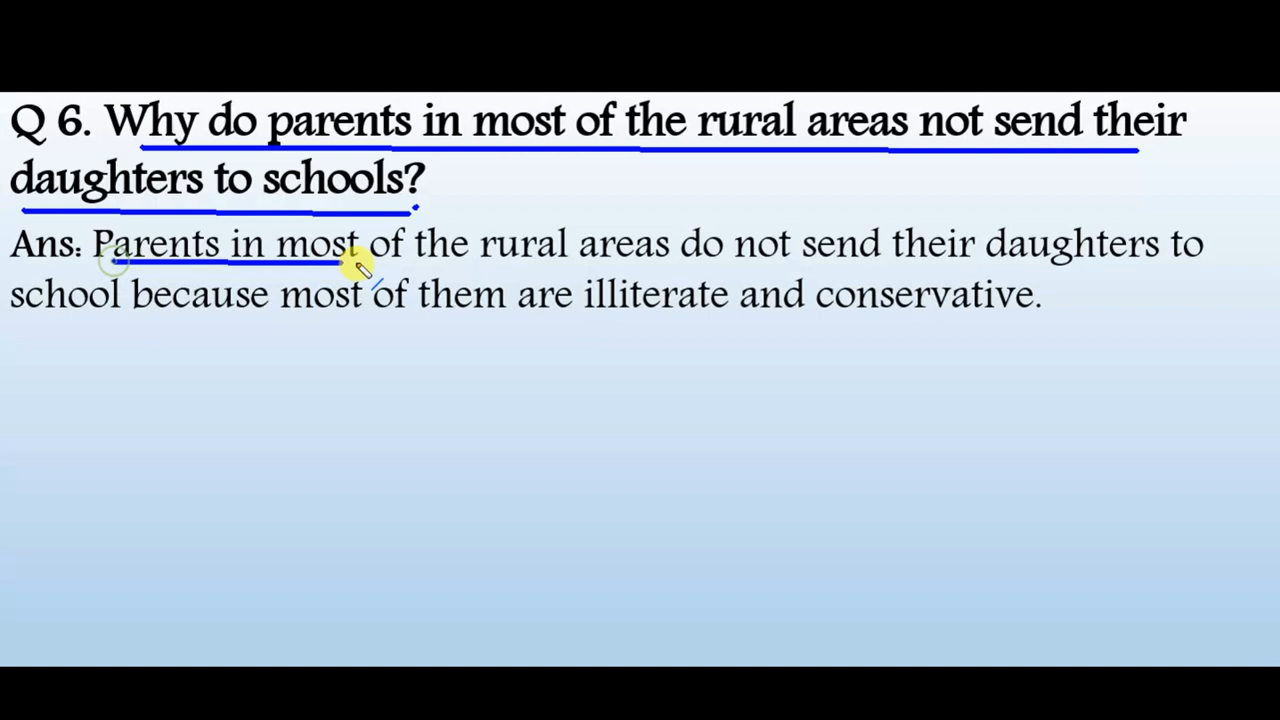 Q 6. Why do parents in most of the rural areas not send their
daughters to schools?
Ans: Parents in most of the rural areas do not send their daughters to
school because most of them are illiterate and conservative.